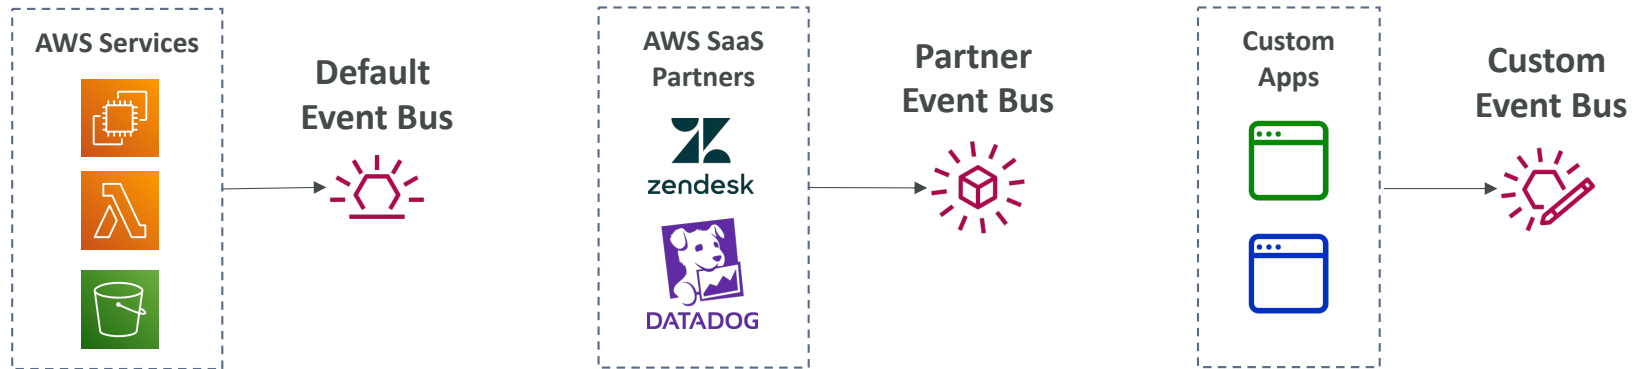 AWS Services
Default
Event Bus
AWS SaaS
Partners
zendesk
DATADOG
Partner
Event Bus
Custom
Apps
Custom
Event Bus